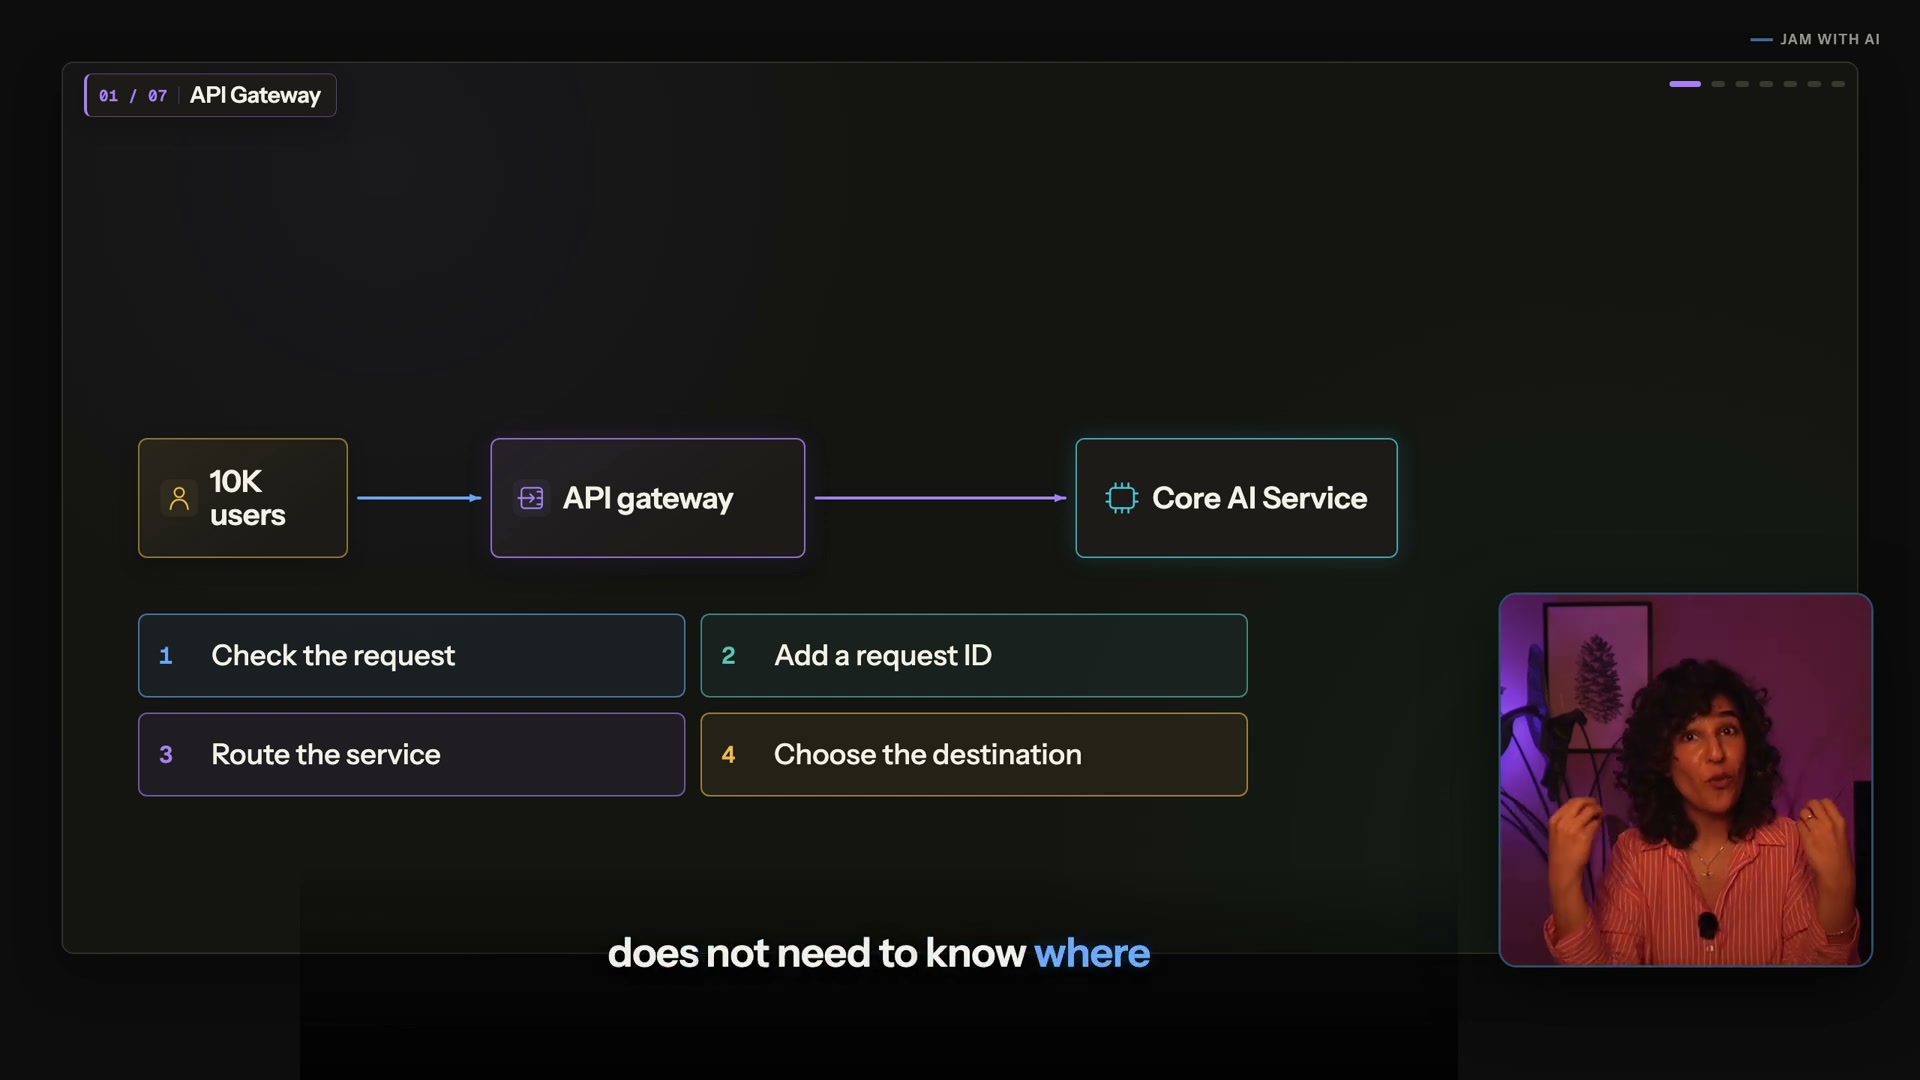 JAM WITH AI
01 / 07 API Gateway
10K
users
API gateway
Core AI Service
1 Check the request
2 Add a request ID
3 Route the service
4 Choose the destination
does not need to know where